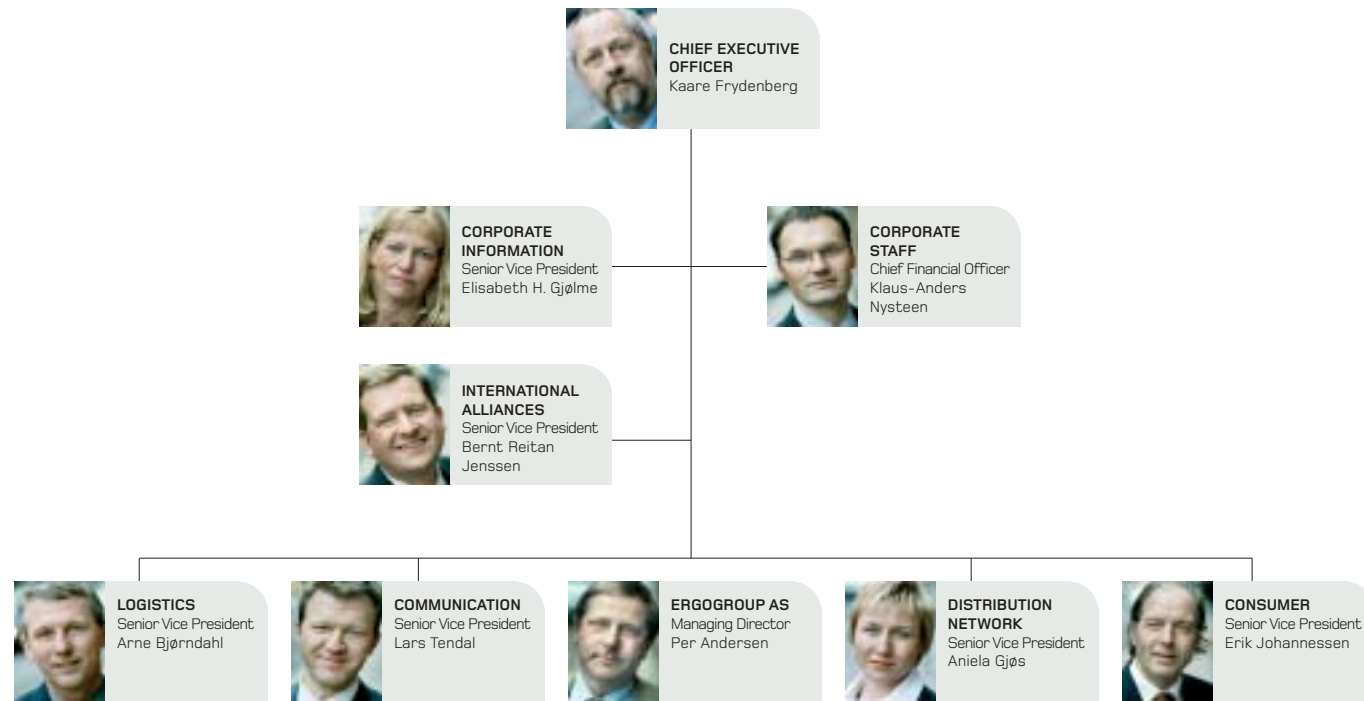 CHIEF EXECUTIVE
OFFICER
Kaare Frydenberg
CORPORATE
INFORMATION
Senior Vice President
Elisabeth H. Gjølme
CORPORATE
STAFF
Chief Financial Officer
Klaus-Anders
Nysteen
INTERNATIONAL
ALLIANCES
Senior Vice President
Bernt Reitan
Jenssen
LOGISTICS
Senior Vice President
Arne Bjørndahl
COMMUNICATION
Senior Vice President
Lars Tendal
ERGOGROUP AS
Managing Director
Per Andersen
DISTRIBUTION
NETWORK
Senior Vice President
Aniela Gjøs
CONSUMER
Senior Vice President
Erik Johannessen